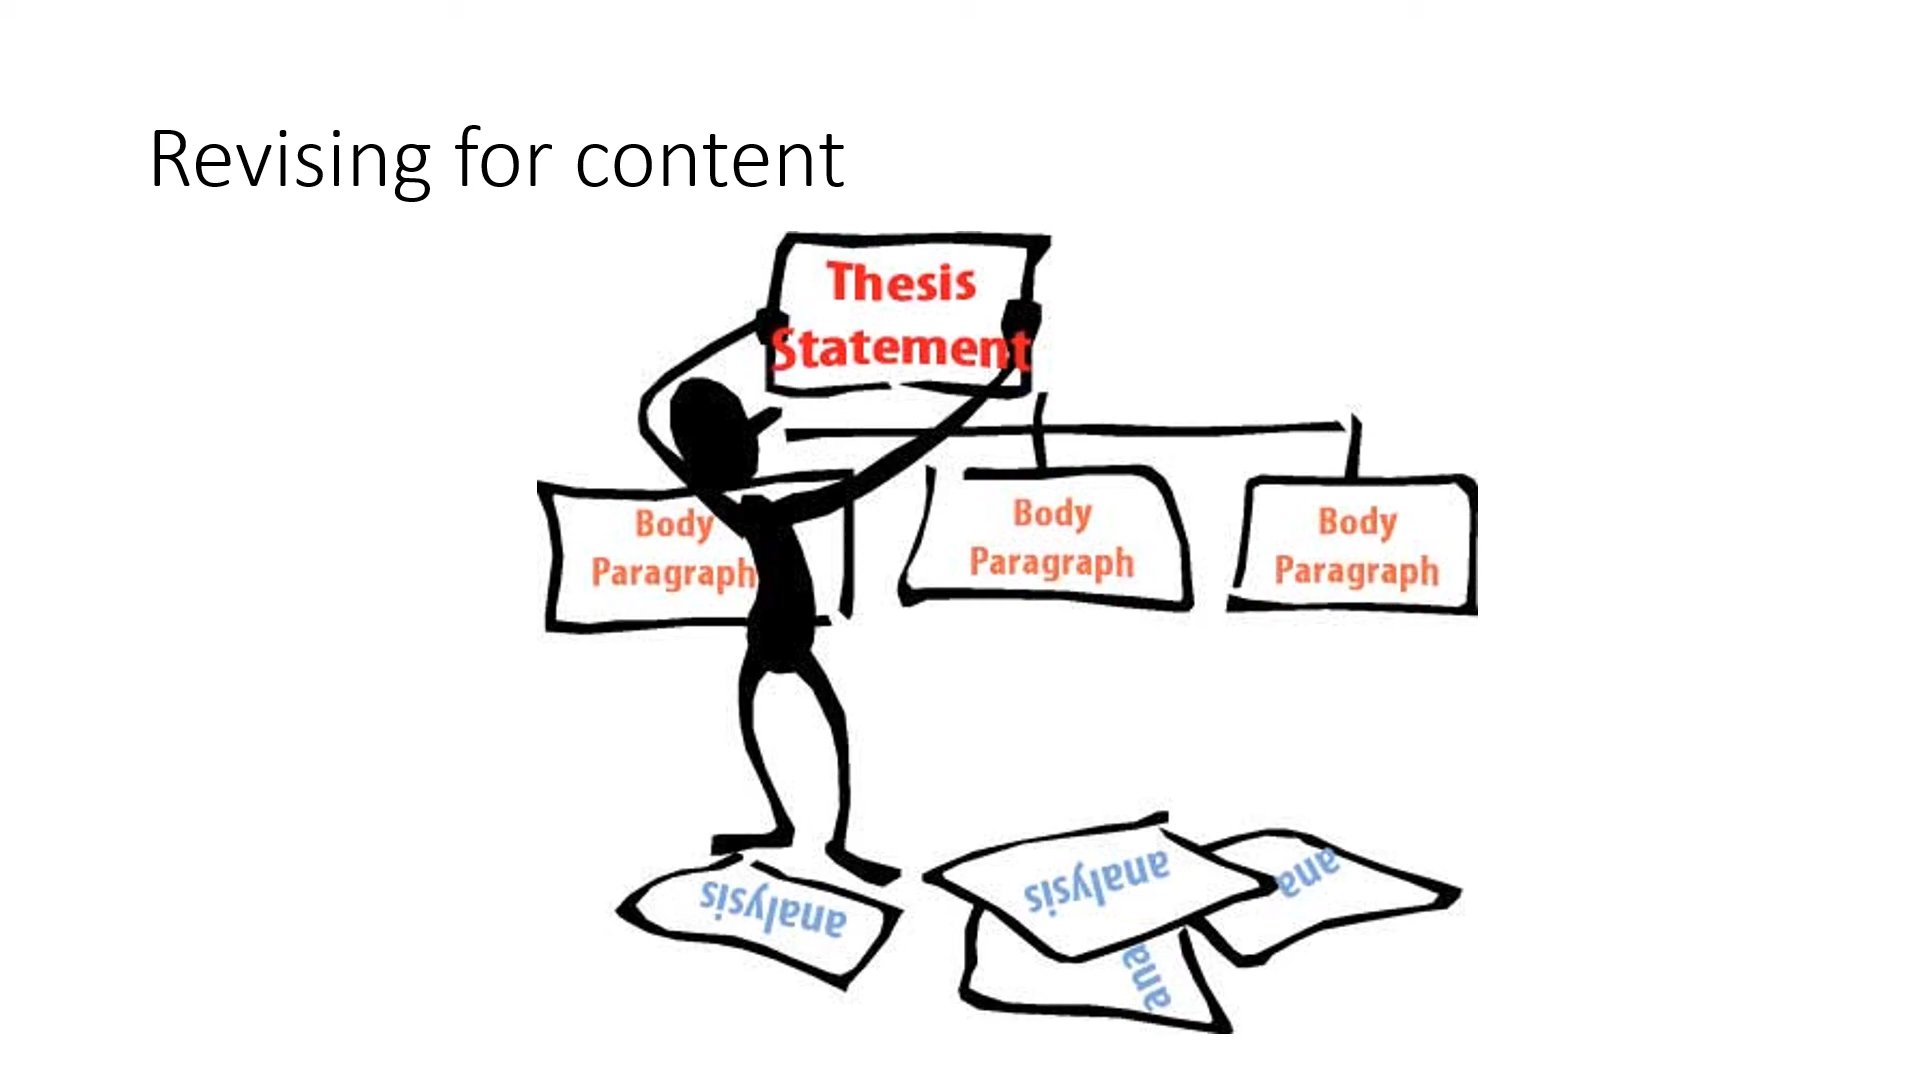 Revising for content
Thesis
Statement
Body
Paragraph
Body
Paragraph
Body
Paragraph
analysis
analysis
ana
ana